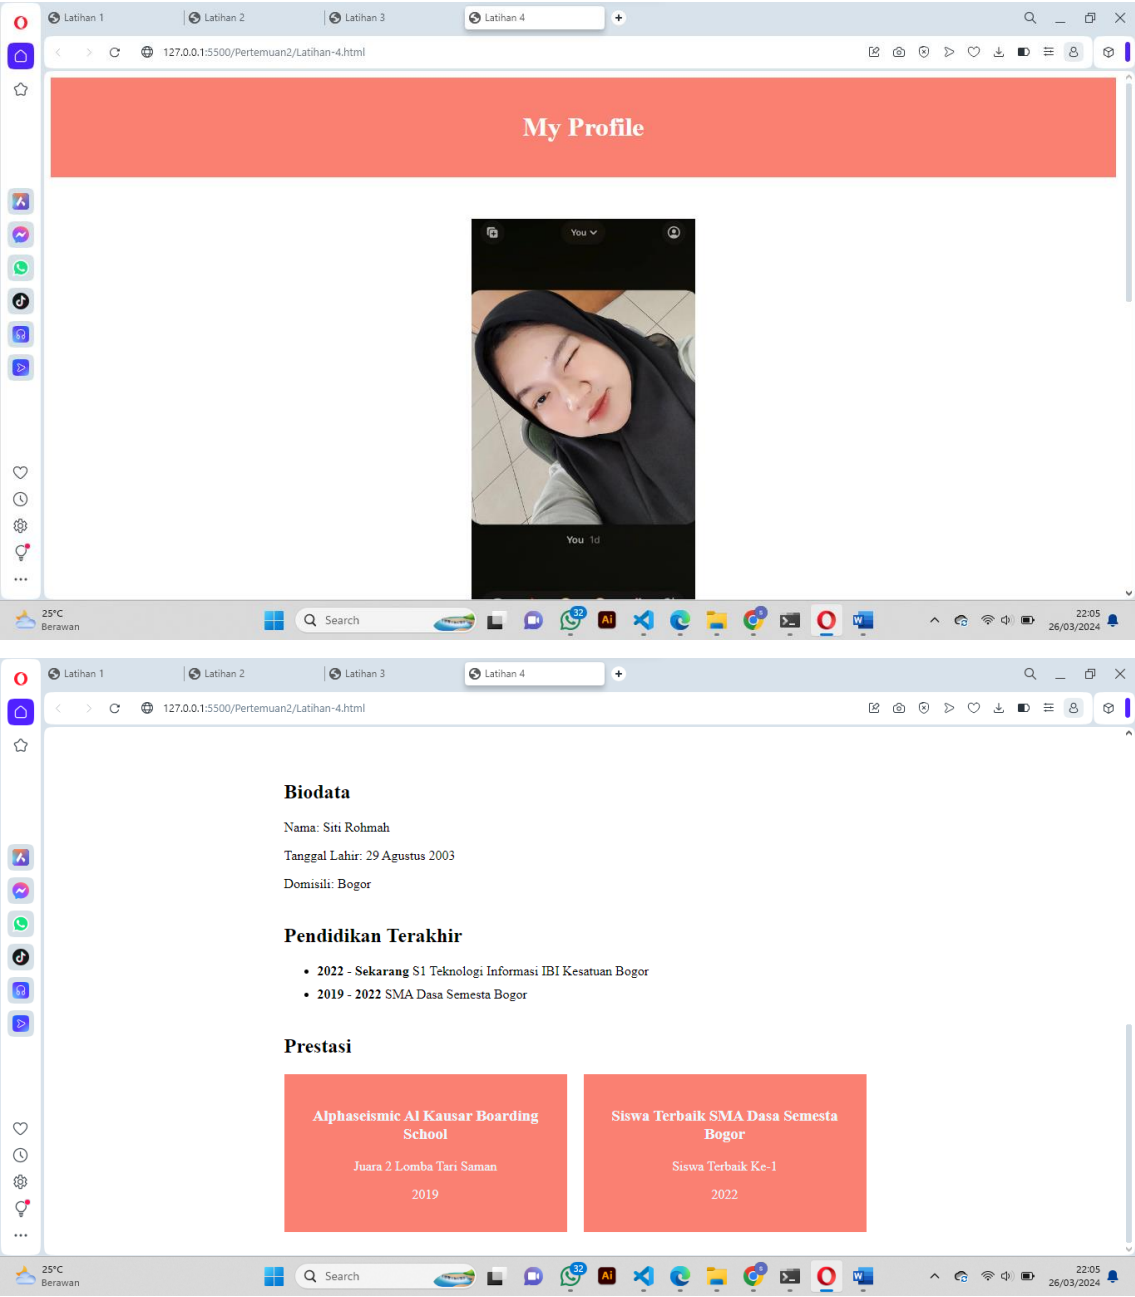 Latihan 1
Latihan 2
Latihan 3
Latihan 4
127.0.0.1:5500/Pertemuan2/Latihan-4.html
My Profile
You
You 1d
25°C
Berawan
Search
32
Ai
22:05
26/03/2024
Latihan 1
Latihan 2
Latihan 3
Latihan 4
127.0.0.1:5500/Pertemuan2/Latihan-4.html
Biodata
Nama: Siti Rohmah
Tanggal Lahir: 29 Agustus 2003
Domisili: Bogor
Pendidikan Terakhir
2022 - Sekarang S1 Teknologi Informasi IBI Kesatuan Bogor
2019 - 2022 SMA Dasa Semesta Bogor
Prestasi
Alphaseismic Al Kausar Boarding
School
Juara 2 Lomba Tari Saman
2019
Siswa Terbaik SMA Dasa Semesta
Bogor
Siswa Terbaik Ke-1
2022
25°C
Berawan
Search
32
Ai
22:05
26/03/2024